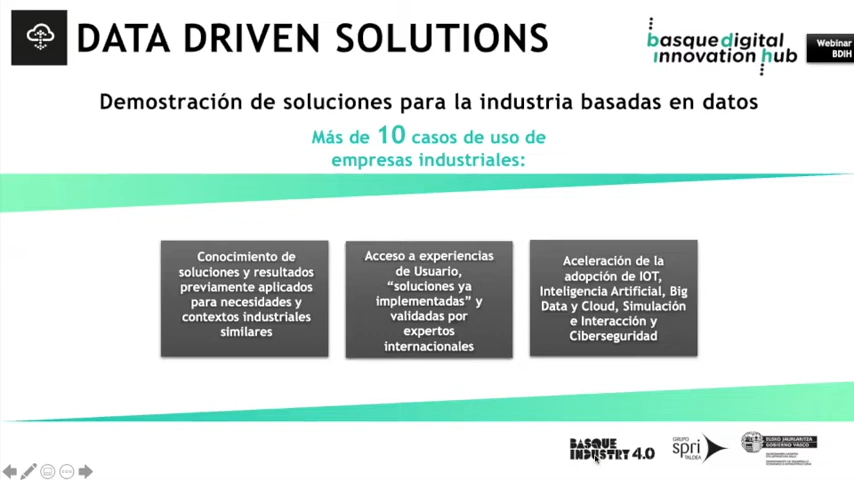 DATA DRIVEN SOLUTIONS
basque digital
innovation hub
Webinar
BDIH
Demostración de soluciones para la industria basadas en datos
Más de 10 casos de uso de
empresas industriales:
Conocimiento de
soluciones y resultados
previamente aplicados
para necesidades y
contextos industriales
similares
Acceso a experiencias
de Usuario,
“soluciones ya
implementadas” y
validadas por
expertos
internacionales
Aceleración de la
adopción de IOT,
Inteligencia Artificial, Big
Data y Cloud, Simulación
e Interacción y
Ciberseguridad
BASQUE
INDUSTRY 4.0
GRUPO
spri
TALDEA
EUSKO JAURLARITZA
GOBIERNO VASCO